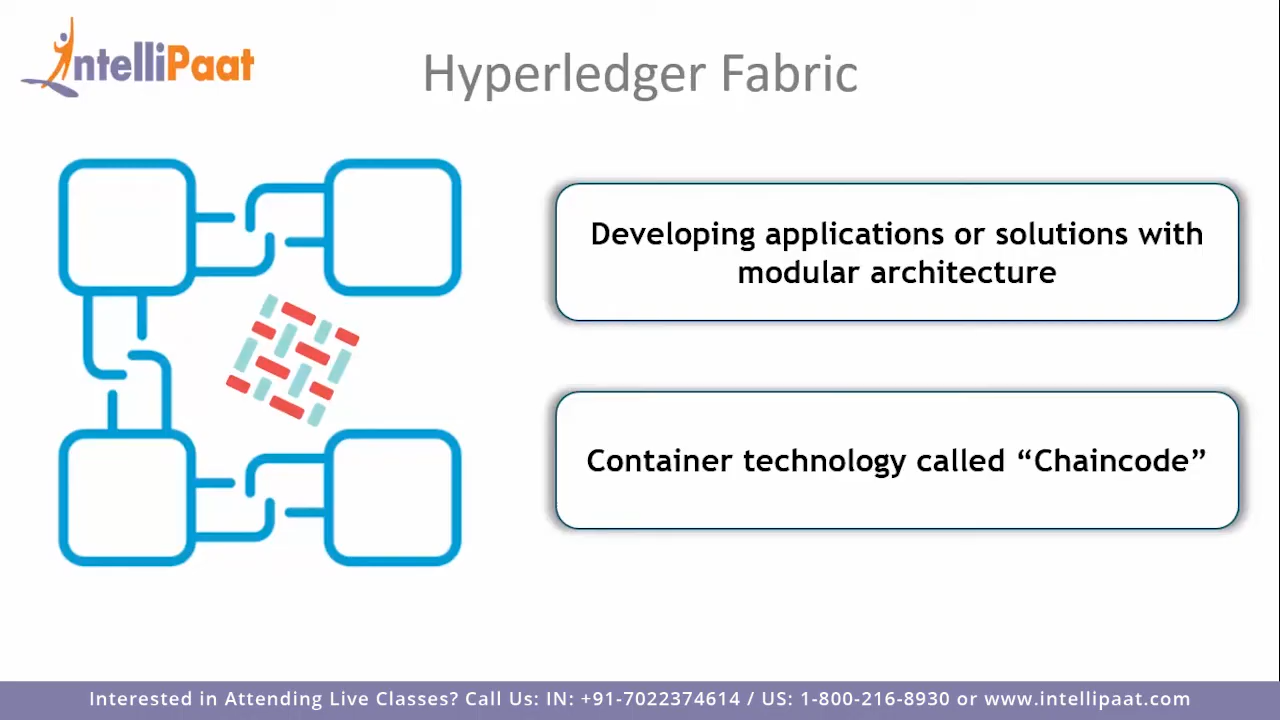 IntelliPaat
Hyperledger Fabric
Developing applications or solutions with
modular architecture
Container technology called “Chaincode”
Interested in Attending Live Classes? Call Us: IN: +91-7022374614 / US: 1-800-216-8930 or www.intellipaat.com